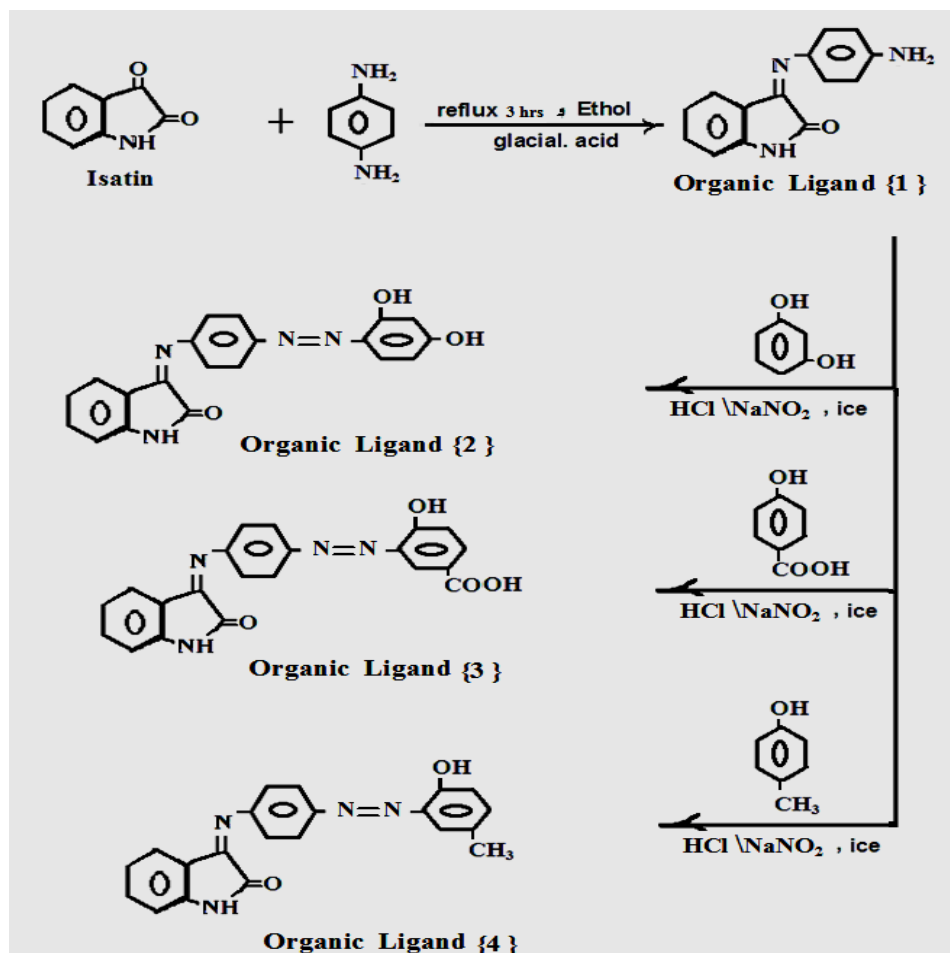 O
O
NH
Isatin
+
NH₂
NH₂
reflux 3 hrs , Ethol
glacial. acid
N
NH₂
O
NH
Organic Ligand {1 }
OH
OH
HCl \NaNO₂ , ice
OH
N
N=N
OH
O
NH
Organic Ligand {2 }
OH
COOH
HCl \NaNO₂ , ice
OH
N
N=N
COOH
O
NH
Organic Ligand {3 }
OH
CH₃
HCl \NaNO₂ , ice
OH
N
N=N
CH₃
O
NH
Organic Ligand {4 }